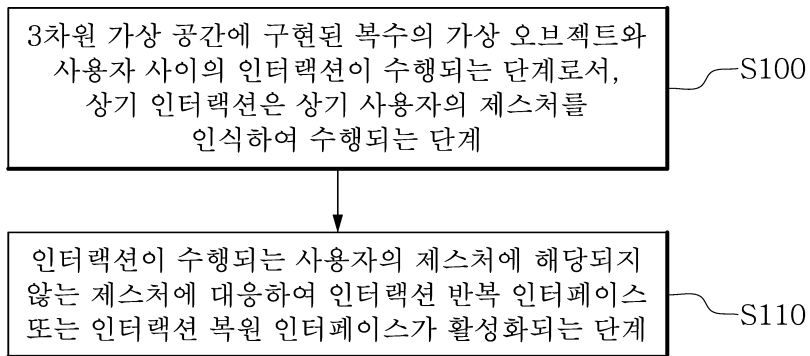 3차원 가상 공간에 구현된 복수의 가상 오브젝트와
사용자 사이의 인터랙션이 수행되는 단계로서,
상기 인터랙션은 상기 사용자의 제스처를
인식하여 수행되는 단계
S100
인터랙션이 수행되는 사용자의 제스처에 해당되지
않는 제스처에 대응하여 인터랙션 반복 인터페이스
또는 인터랙션 복원 인터페이스가 활성화되는 단계
S110